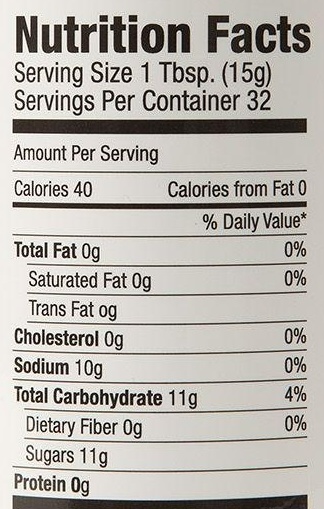 Nutrition Facts
Serving Size 1 Tbsp. (15g)
Servings Per Container 32
Amount Per Serving
Calories 40 Calories from Fat 0
% Daily Value*
Total Fat 0g 0%
Saturated Fat 0g 0%
Trans Fat og
Cholesterol 0g 0%
Sodium 10g 0%
Total Carbohydrate 11g 4%
Dietary Fiber 0g 0%
Sugars 11g
Protein 0g